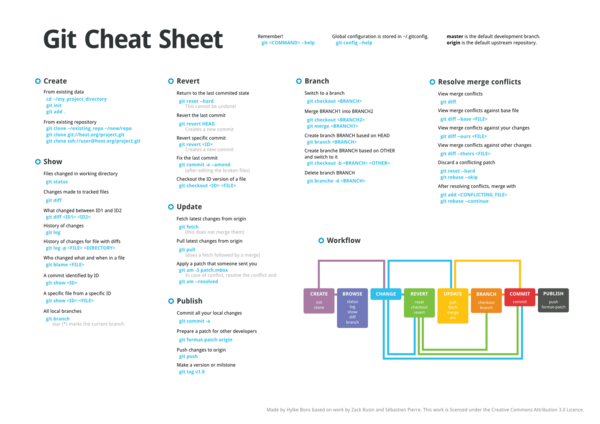 Git Cheat Sheet
Remember!
git <COMMAND> --help
Global configuration is stored in ~/.gitconfig.
git config --help
master is the default development branch.
origin is the default upstream repository.
Create
From existing data
cd ~/my_project_directory
git init
git add .
From existing repository
git clone ~/existing_repo ~/new/repo
git clone git://host.org/project.git
git clone ssh://user@host.org/project.git
Show
Files changed in working directory
git status
Changes made to tracked files
git diff
What changed between ID1 and ID2
git diff <ID1> <ID2>
History of changes
git log
History of changes for file with diffs
git log -p <FILE> <DIRECTORY>
Who changed what and when in a file
git blame <FILE>
A commit identified by ID
git show <ID>
A specific file from a specific ID
git show <ID>:<FILE>
All local branches
git branch
star (*) marks the current branch
Revert
Return to the last commited state
git reset --hard
This cannot be undone!
Revert the last commit
git revert HEAD
Creates a new commit
Revert specific commit
git revert <ID>
Creates a new commit
Fix the last commit
git commit -a --amend
(after editing the broken files)
Checkout the ID version of a file
git checkout <ID> <FILE>
Update
Fetch latest changes from origin
git fetch
(this does not merge them)
Pull latest changes from origin
git pull
(does a fetch followed by a merge)
Apply a patch that someone sent you
git am -3 patch.mbox
In case of conflict, resolve the conflict and
git am --resolved
Publish
Commit all your local changes
git commit -a
Prepare a patch for other developers
git format-patch origin
Push changes to origin
git push
Make a version or milstone
git tag v1.0
Branch
Switch to a branch
git checkout <BRANCH>
Merge BRANCH1 into BRANCH2
git checkout <BRANCH2>
git merge <BRANCH1>
Create branch BRANCH based on HEAD
git branch <BRANCH>
Create branche BRANCH based on OTHER
and switch to it
git checkout -b <BRANCH> <OTHER>
Delete branch BRANCH
git branche -d <BRANCH>
Resolve merge conflicts
View merge conflicts
git diff
View merge conflicts against base file
git diff --base <FILE>
View merge conflicts against your changes
git diff --ours <FILE>
View merge conflicts against other changes
git diff --theirs <FILE>
Discard a conflicting patch
git reset --hard
git rebase --skip
After resolving conflicts, merge with
git add <CONFLICTING_FILE>
git rebase --continue
Workflow
CREATE
init
clone
BROWSE
status
log
show
diff
branch
CHANGE
REVERT
reset
checkout
revert
UPDATE
pull
fetch
merge
am
BRANCH
checkout
branch
COMMIT
commit
PUBLISH
push
format-patch
Made by Hylke Bons based on work by Zack Rusin and Sébastien Pierre. This work is licensed under the Creative Commons Attribution 3.0 Licence.